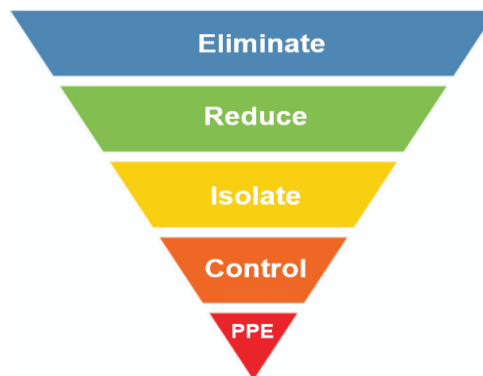 Eliminate
Reduce
Isolate
Control
PPE